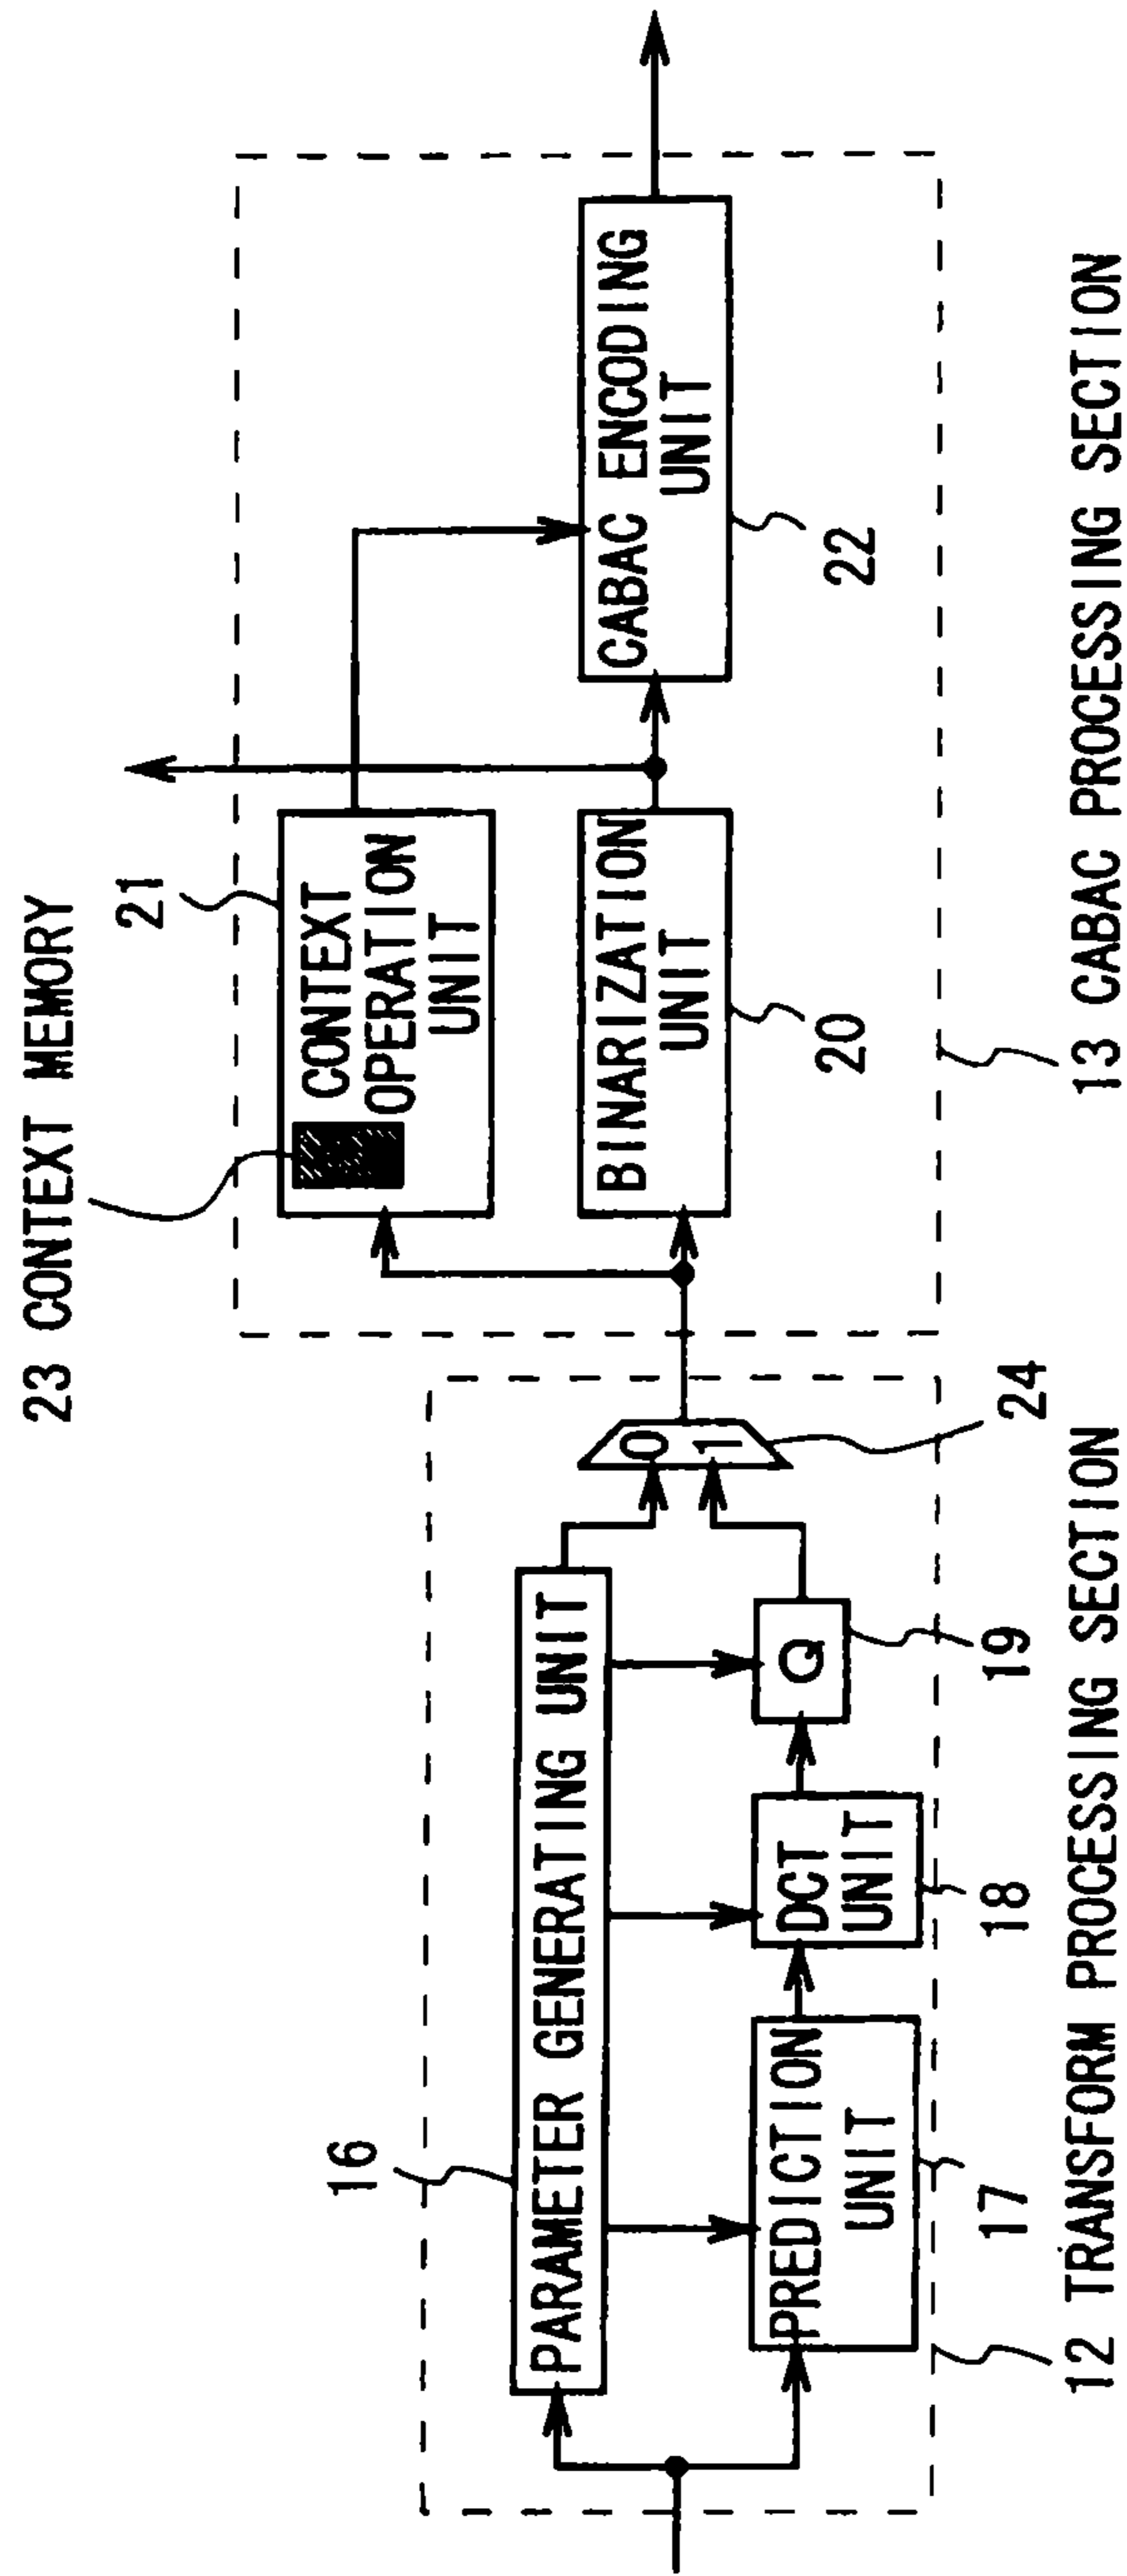 23 CONTEXT MEMORY
21
CONTEXT
OPERATION
UNIT
CABAC ENCODING
UNIT
22
BINARIZATION
UNIT
20
13 CABAC PROCESSING SECTION
16
PARAMETER GENERATING UNIT
0
1
24
PREDICTION
UNIT
17
DCT
UNIT
18
Q
19
12 TRANSFORM PROCESSING SECTION